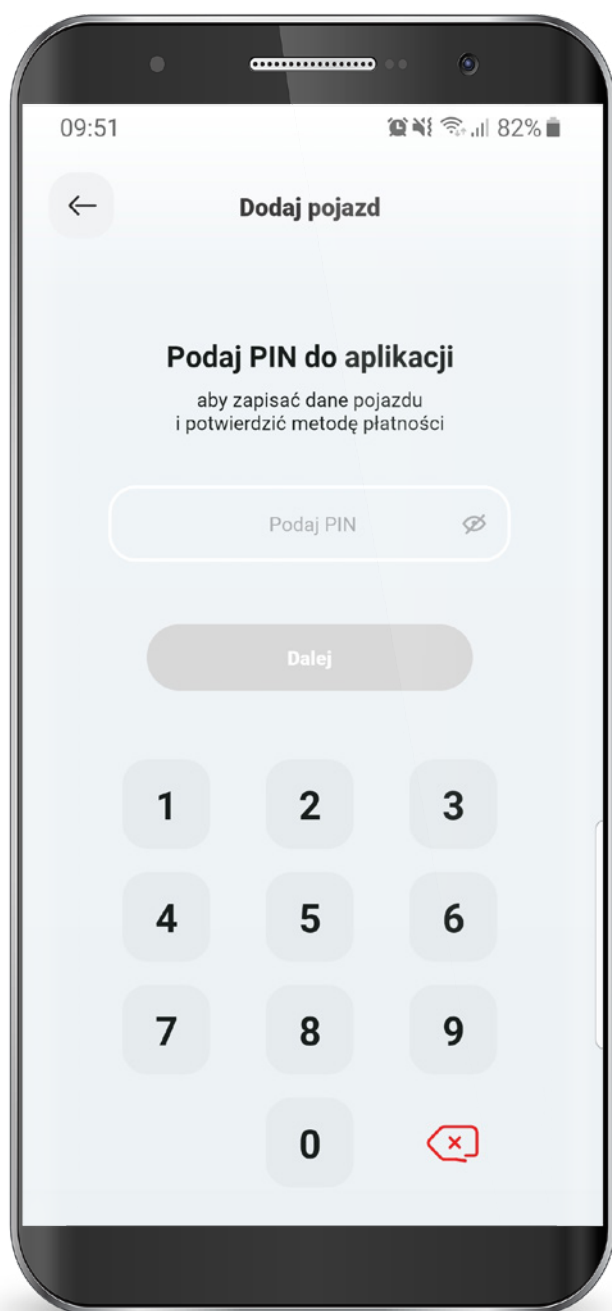 09:51 82%
Dodaj pojazd
Podaj PIN do aplikacji
aby zapisać dane pojazdu
i potwierdzić metodę płatności
Podaj PIN
Dalej
1 2 3
4 5 6
7 8 9
0